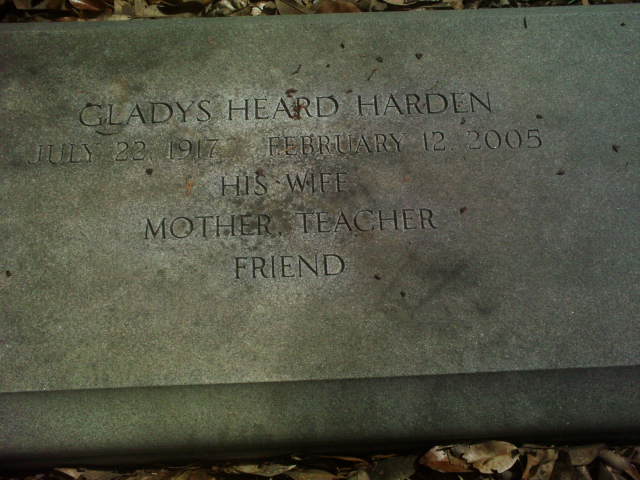 GLADYS HEARD HARDEN
JULY 22, 1917 FEBRUARY 12, 2005
HIS WIFE
MOTHER, TEACHER
FRIEND